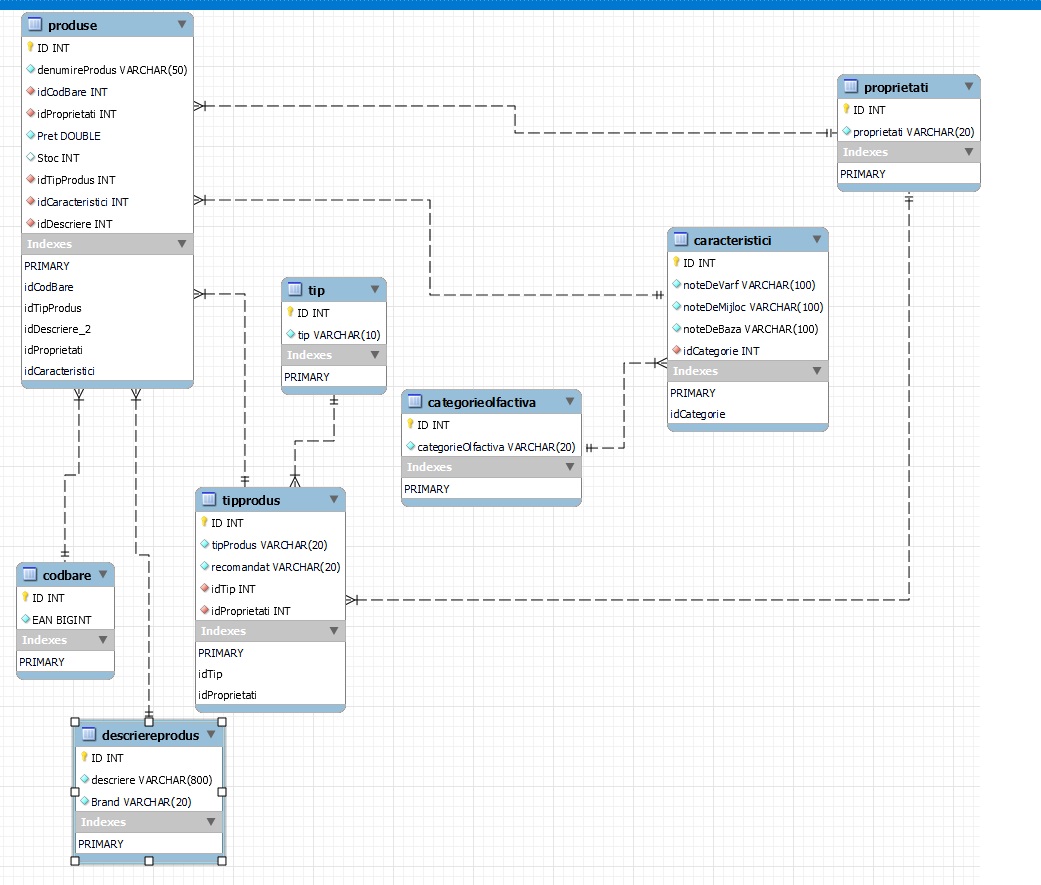 produse
ID INT
denumireProdus VARCHAR(50)
idCodBare INT
idProprietati INT
Pret DOUBLE
Stoc INT
idTipProdus INT
idCaracteristici INT
idDescriere INT
Indexes
PRIMARY
idCodBare
idTipProdus
idDescriere_2
idProprietati
idCaracteristici
proprietati
ID INT
proprietati VARCHAR(20)
Indexes
PRIMARY
caracteristici
ID INT
noteDeVarf VARCHAR(100)
noteDeMijloc VARCHAR(100)
noteDeBaza VARCHAR(100)
idCategorie INT
Indexes
PRIMARY
idCategorie
tip
ID INT
tip VARCHAR(10)
Indexes
PRIMARY
categorieolfactiva
ID INT
categorieOlfactiva VARCHAR(20)
Indexes
PRIMARY
tipprodus
ID INT
tipProdus VARCHAR(20)
recomandat VARCHAR(20)
idTip INT
idProprietati INT
Indexes
PRIMARY
idTip
idProprietati
codbare
ID INT
EAN BIGINT
Indexes
PRIMARY
descriereprodus
ID INT
descriere VARCHAR(800)
Brand VARCHAR(20)
Indexes
PRIMARY